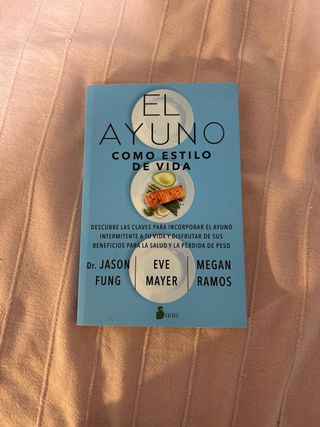 EL
AYUNO
COMO ESTILO
DE VIDA
DESCUBRE LAS CLAVES PARA INCORPORAR EL AYUNO
INTERMITENTE A TU VIDA Y DISFRUTAR DE SUS
BENEFICIOS PARA LA SALUD Y LA PÉRDIDA DE PESO
Dr. JASON FUNG
EVE MAYER
MEGAN RAMOS
SIRIO